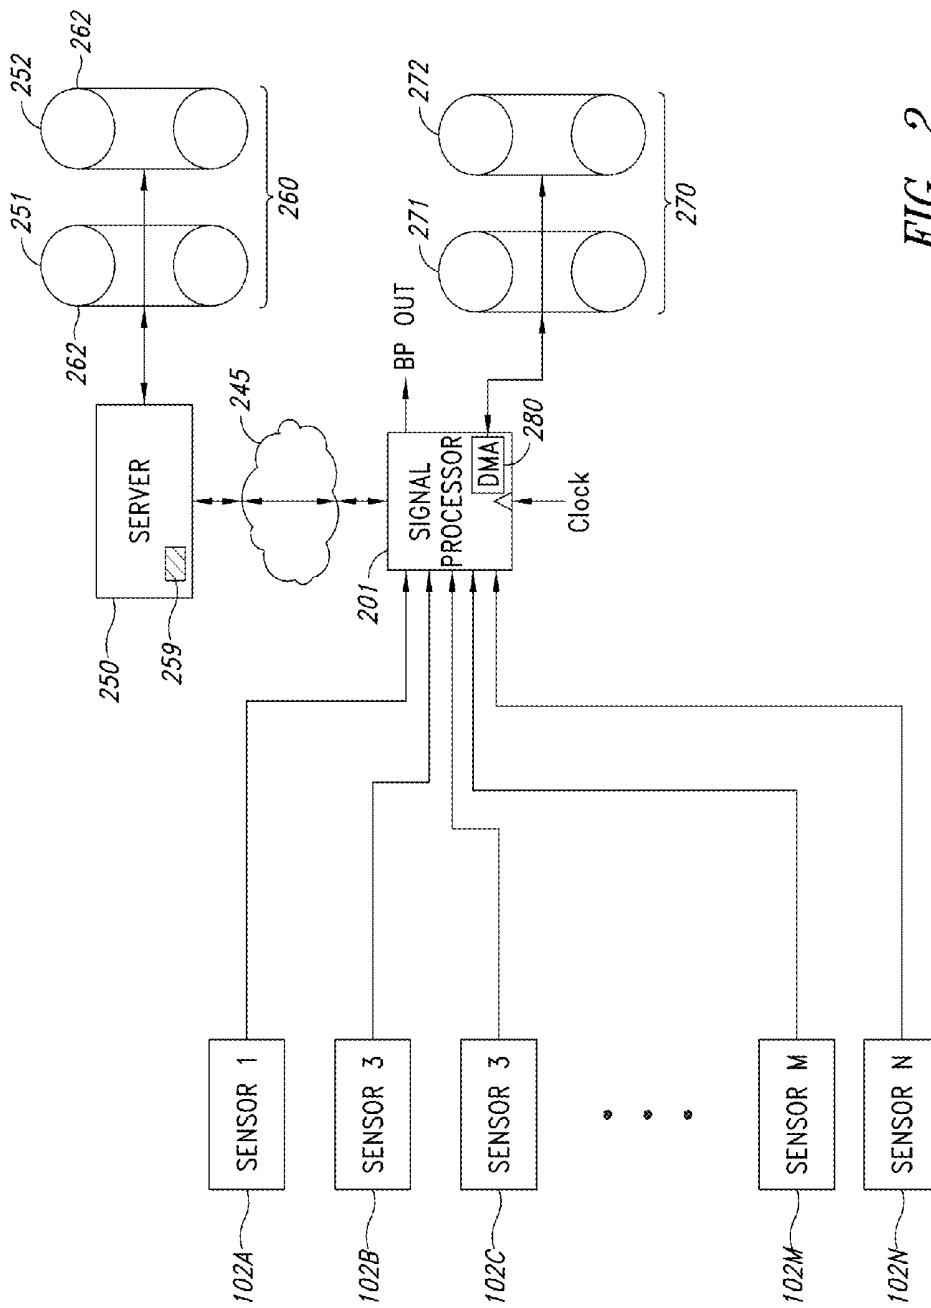 102A
SENSOR 1
102B
SENSOR 3
102C
SENSOR 3
102M
SENSOR M
102N
SENSOR N
250
SERVER
259
245
201
SIGNAL
PROCESSOR
DMA
280
Clock
BP OUT
262
251
252
262
260
271
272
270
FIG. 2